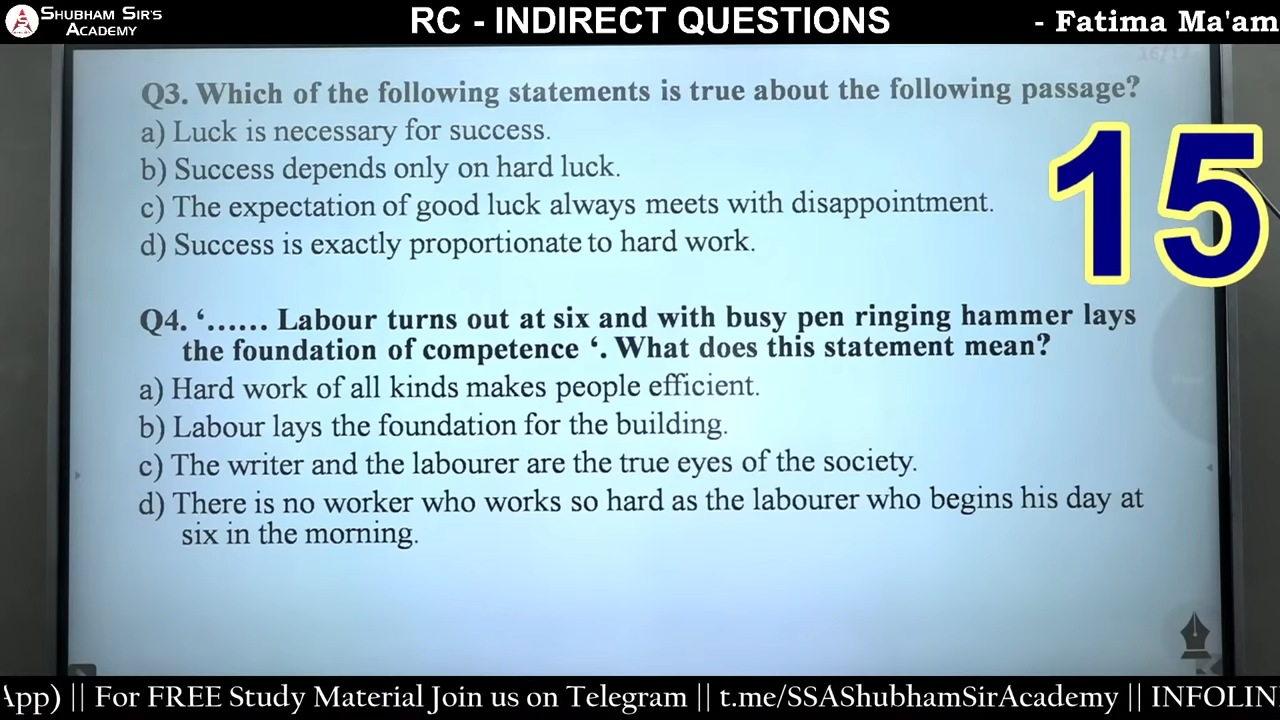 SHUBHAM SIR'S
ACADEMY
RC - INDIRECT QUESTIONS
- Fatima Ma'am
16/17
Q3. Which of the following statements is true about the following passage?
a) Luck is necessary for success.
b) Success depends only on hard luck.
c) The expectation of good luck always meets with disappointment.
d) Success is exactly proportionate to hard work.
15
Q4. ‘...... Labour turns out at six and with busy pen ringing hammer lays
the foundation of competence ‘. What does this statement mean?
a) Hard work of all kinds makes people efficient.
b) Labour lays the foundation for the building.
c) The writer and the labourer are the true eyes of the society.
d) There is no worker who works so hard as the labourer who begins his day at
six in the morning.
App) || For FREE Study Material Join us on Telegram || t.me/SSAShubhamSirAcademy || INFOLIN